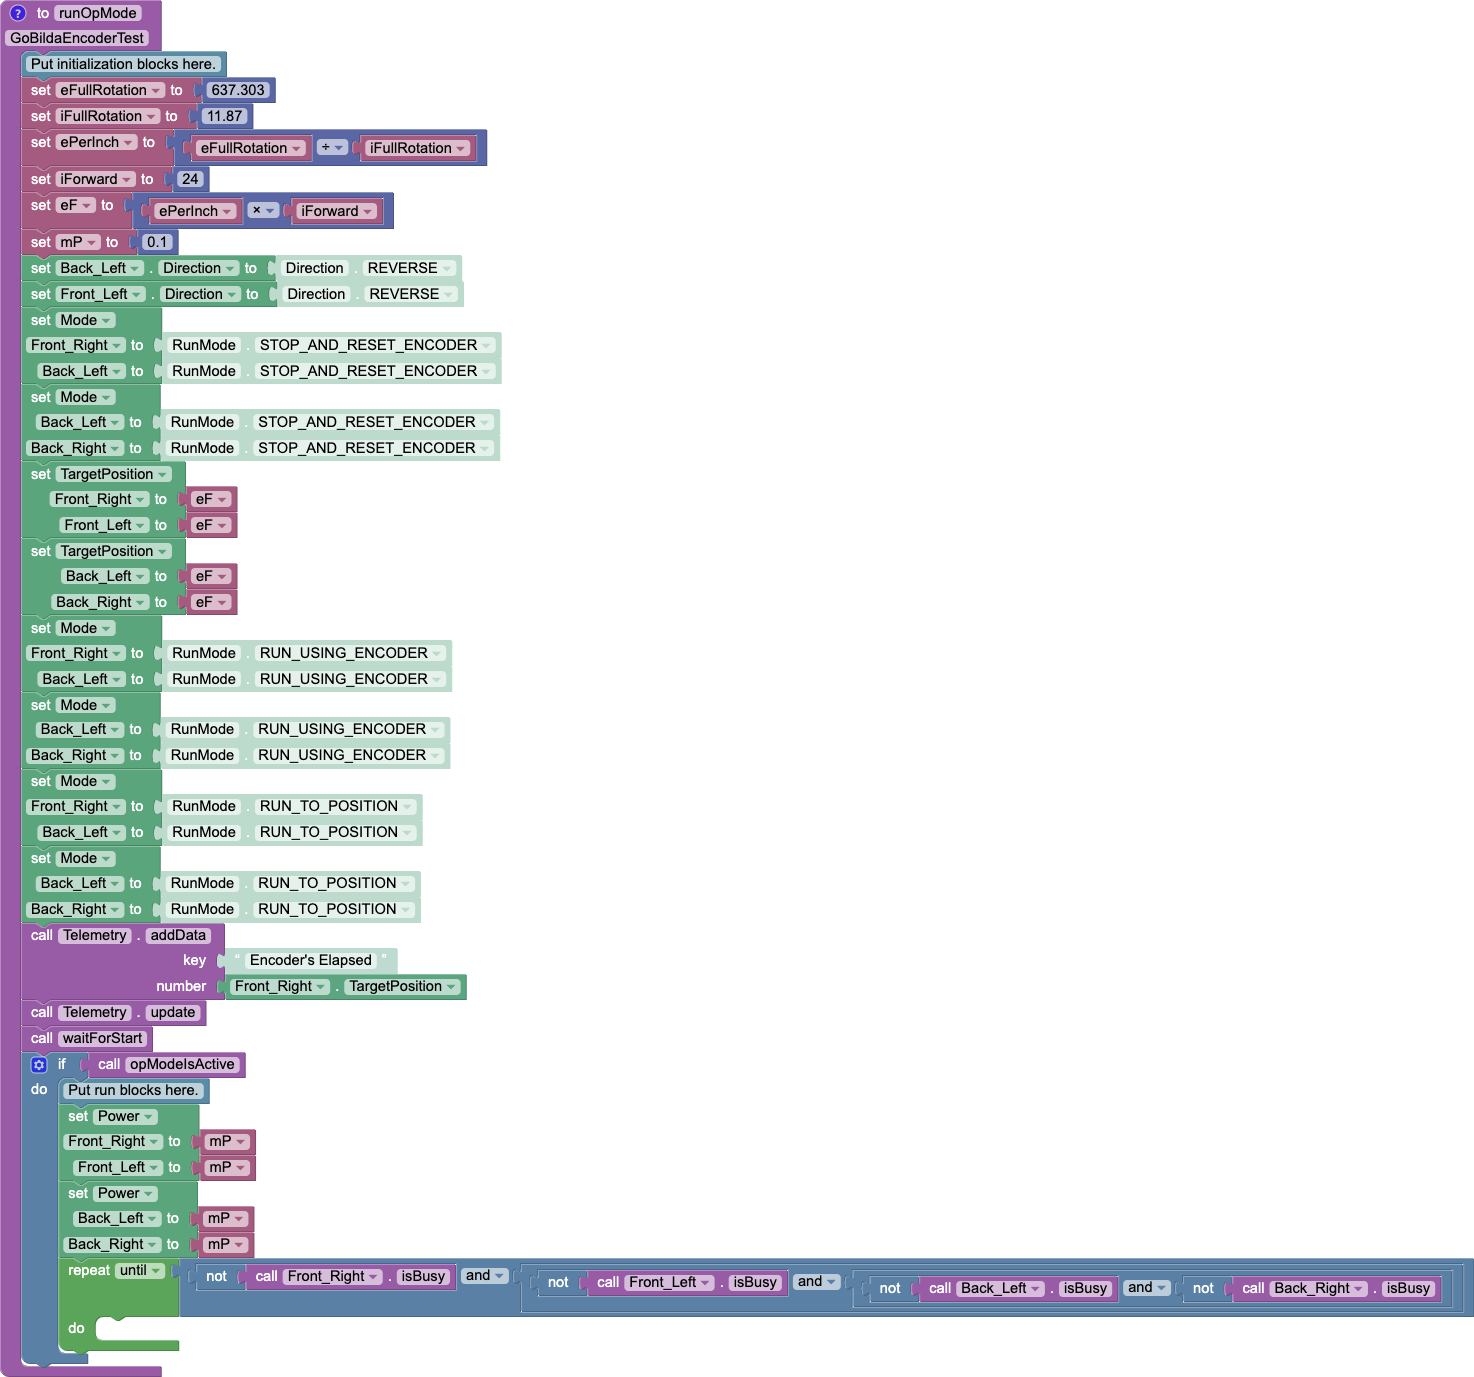 ? to runOpMode
GoBildaEncoderTest
Put initialization blocks here.
set eFullRotation to 637.303
set iFullRotation to 11.87
set ePerInch to eFullRotation ÷ iFullRotation
set iForward to 24
set eF to ePerInch × iForward
set mP to 0.1
set Back_Left . Direction to Direction . REVERSE
set Front_Left . Direction to Direction . REVERSE
set Mode
Front_Right to RunMode . STOP_AND_RESET_ENCODER
Back_Left to RunMode . STOP_AND_RESET_ENCODER
set Mode
Back_Left to RunMode . STOP_AND_RESET_ENCODER
Back_Right to RunMode . STOP_AND_RESET_ENCODER
set TargetPosition
Front_Right to eF
Front_Left to eF
set TargetPosition
Back_Left to eF
Back_Right to eF
set Mode
Front_Right to RunMode . RUN_USING_ENCODER
Back_Left to RunMode . RUN_USING_ENCODER
set Mode
Back_Left to RunMode . RUN_USING_ENCODER
Back_Right to RunMode . RUN_USING_ENCODER
set Mode
Front_Right to RunMode . RUN_TO_POSITION
Back_Left to RunMode . RUN_TO_POSITION
set Mode
Back_Left to RunMode . RUN_TO_POSITION
Back_Right to RunMode . RUN_TO_POSITION
call Telemetry . addData
key “ Encoder's Elapsed ”
number Front_Right . TargetPosition
call Telemetry . update
call waitForStart
if call opModeIsActive
do Put run blocks here.
set Power
Front_Right to mP
Front_Left to mP
set Power
Back_Left to mP
Back_Right to mP
repeat until not call Front_Right . isBusy and not call Front_Left . isBusy and not call Back_Left . isBusy and not call Back_Right . isBusy
do